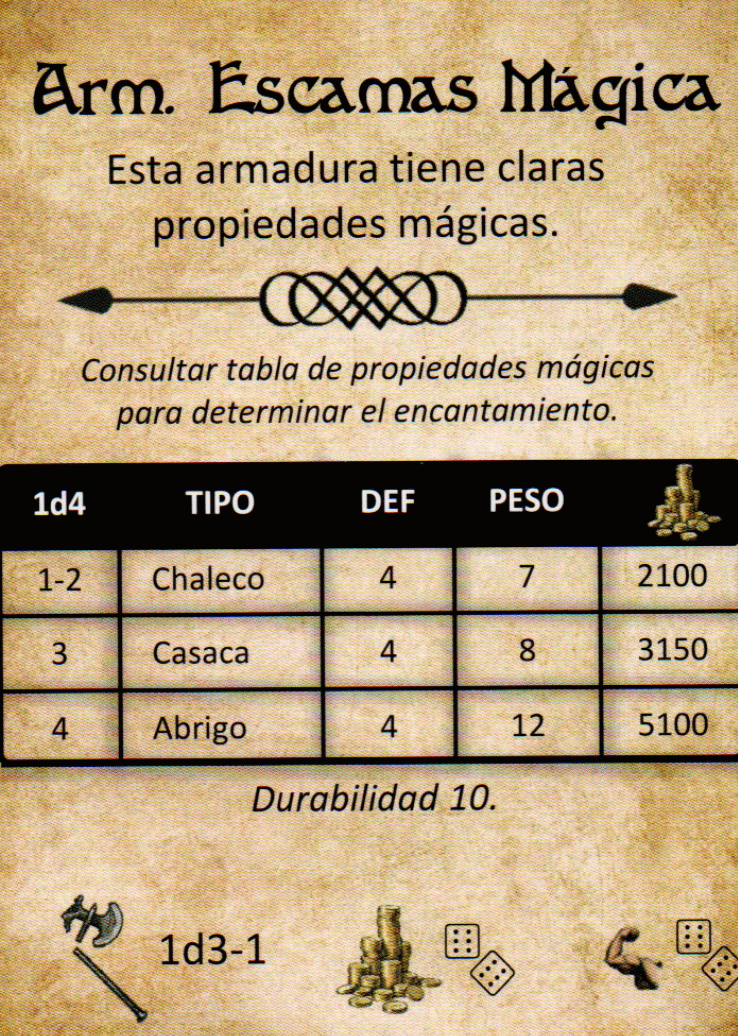 Arm. Escamas Mágica
Esta armadura tiene claras
propiedades mágicas.
Consultar tabla de propiedades mágicas
para determinar el encantamiento.
1d4 TIPO DEF PESO
1-2 Chaleco 4 7 2100
3 Casaca 4 8 3150
4 Abrigo 4 12 5100
Durabilidad 10.
1d3-1